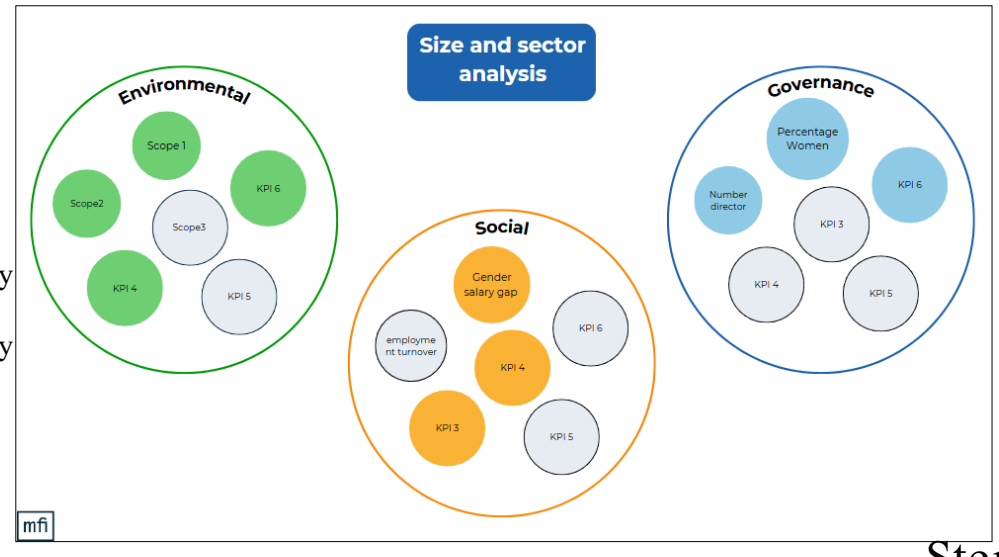 Size and sector
analysis
Environmental
Scope 1
KPI 6
Scope2
Scope3
KPI 4
KPI 5
Social
Gender
salary gap
KPI 6
employme
nt turnover
KPI 4
KPI 3
KPI 5
Governance
Percentage
Women
KPI 6
Number
director
KPI 3
KPI 4
KPI 5
y
y
mfi